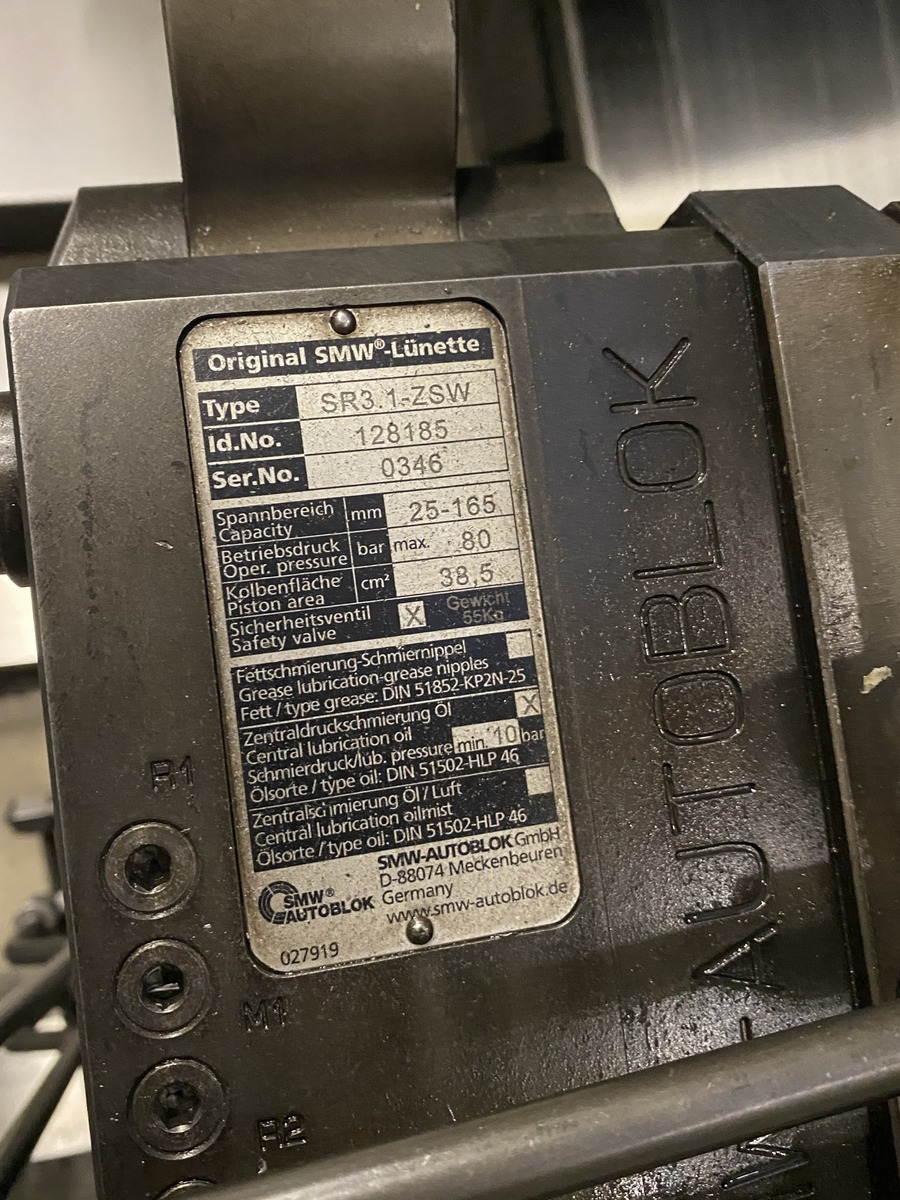 Original SMW®-Lünette
Type SR3.1-ZSW
Id.No. 128185
Ser.No. 0346
Spannbereich
Capacity mm 25-165
Betriebsdruck
Oper. pressure bar max. 80
Kolbenfläche
Piston area cm² 38,5
Sicherheitsventil
Safety valve X Gewicht
55Kg
Fettschmierung-Schmiernippel
Grease lubrication-grease nipples
Fett / type grease: DIN 51852-KP2N-25
Zentraldruckschmierung Öl X
Central lubrication oil
Schmierdruck/lub. pressure min. 10 bar
Ölsorte / type oil: DIN 51502-HLP 46
Zentralschmierung Öl / Luft
Central lubrication oilmist
Ölsorte / type oil: DIN 51502-HLP 46
SMW-AUTOBLOK GmbH
D-88074 Meckenbeuren
Germany
www.smw-autoblok.de
SMW®
AUTOBLOK
027919
R1
M1
R2
W-AUTOBLOK